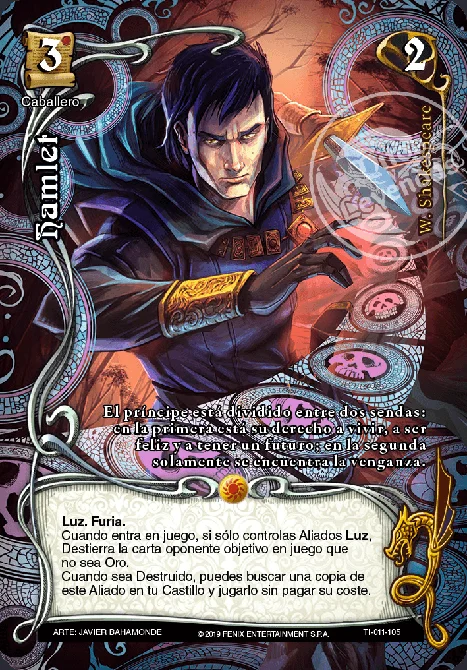 3
2
Caballero
Hamlet
W. Shakespeare
El príncipe está dividido entre dos sendas:
en la primera está su derecho a vivir, a ser
feliz y a tener un futuro; en la segunda
solamente se encuentra la venganza.
Luz. Furia.
Cuando entra en juego, si sólo controlas Aliados Luz,
Destierra la carta oponente objetivo en juego que
no sea Oro.
Cuando sea Destruido, puedes buscar una copia de
este Aliado en tu Castillo y jugarlo sin pagar su coste.
ARTE: JAVIER BAHAMONDE
© 2019 FENIX ENTERTAINMENT S.P.A.
TI-011-105